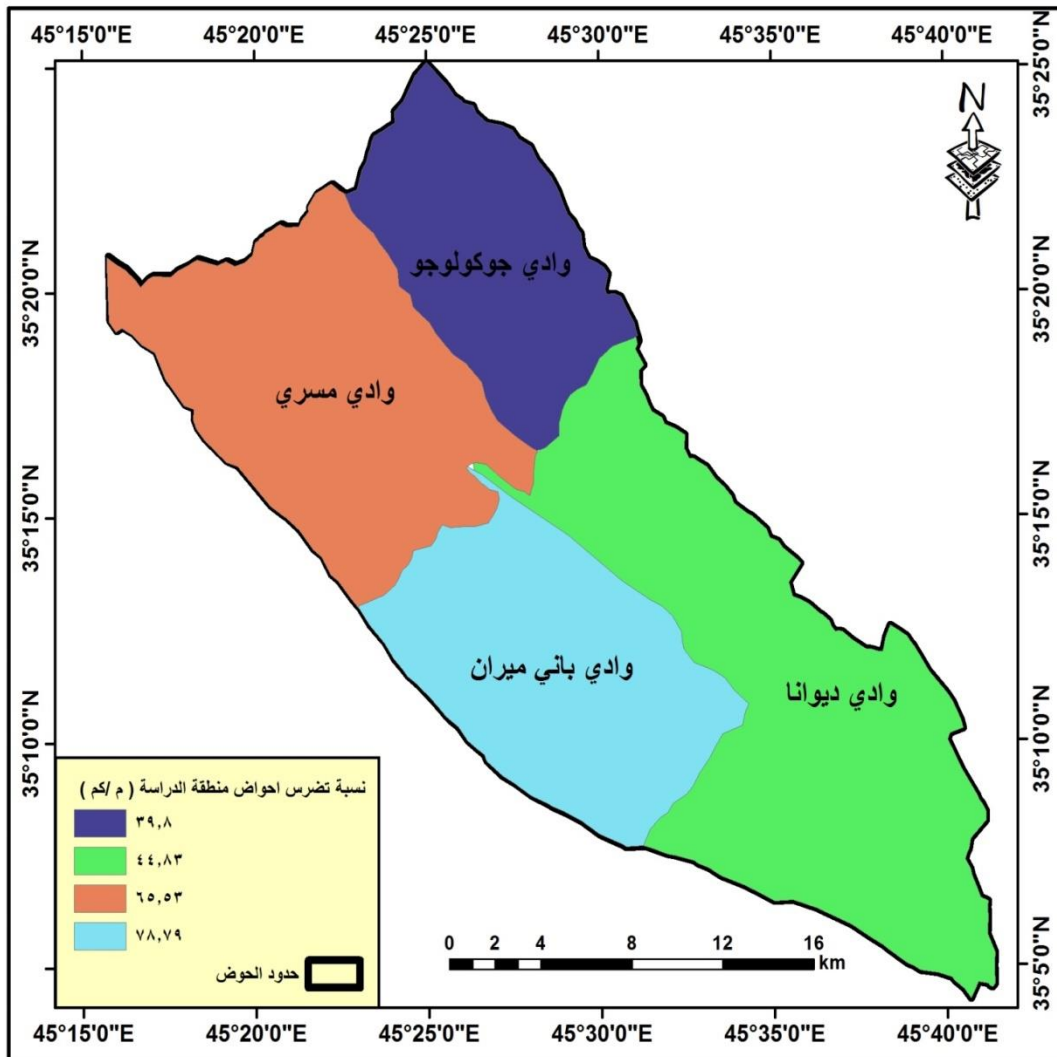 45°15'0"E 45°20'0"E 45°25'0"E 45°30'0"E 45°35'0"E 45°40'0"E
35°25'0"N
N
وادي جوكولوجو
35°20'0"N 35°20'0"N
وادي مسري
35°15'0"N 35°15'0"N
وادي باني ميران
وادي ديوانا
35°10'0"N 35°10'0"N
نسبة تضرس احواض منطقة الدراسة ( م /كم )
٣٩,٨
٤٤,٨٣
٦٥,٥٣
٧٨,٧٩
حدود الحوض
0 2 4 8 12 16
km
35°5'0"N
45°15'0"E 45°20'0"E 45°25'0"E 45°30'0"E 45°35'0"E 45°40'0"E